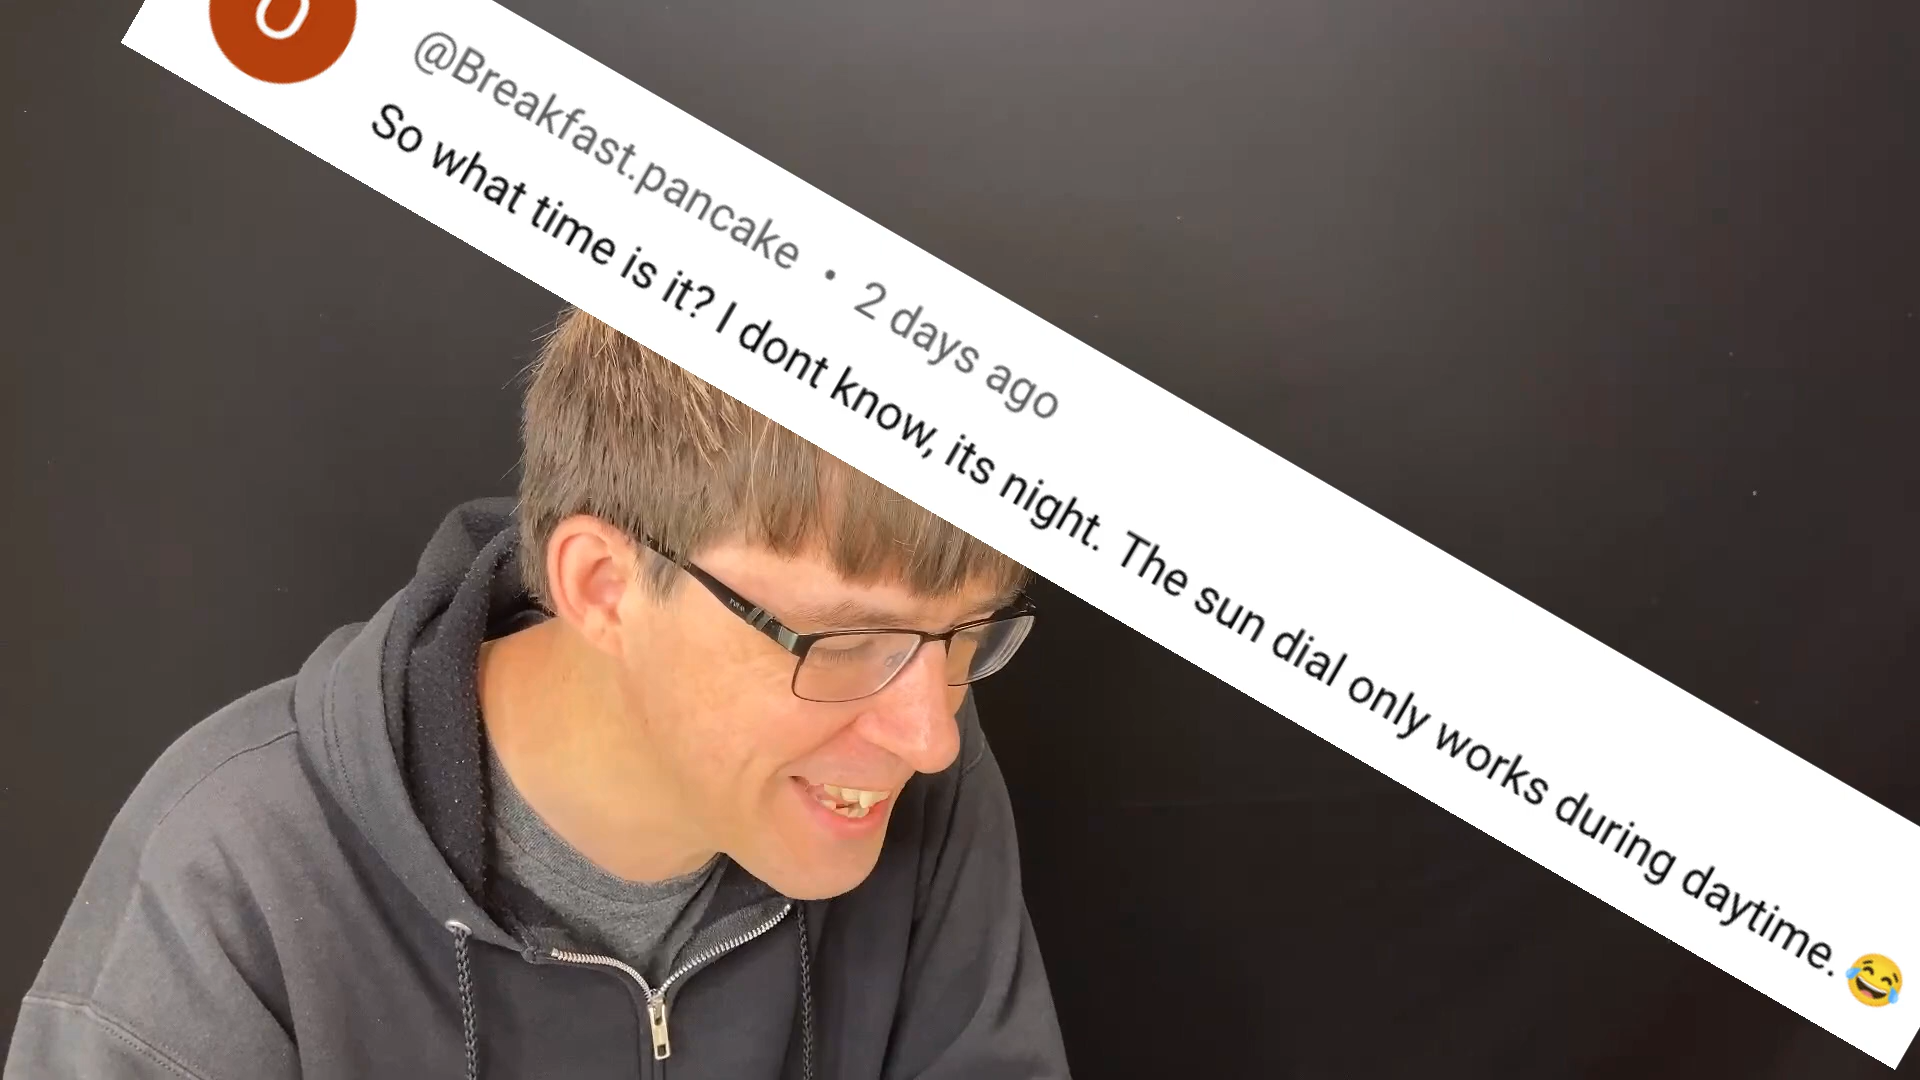 @Breakfast.pancake • 2 days ago
So what time is it? I dont know, its night. The sun dial only works during daytime. 😂